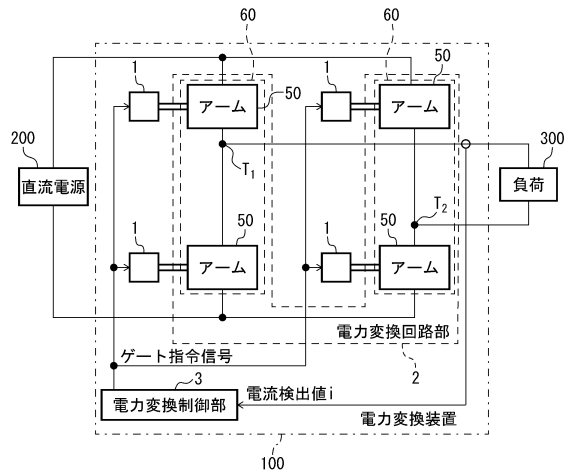 60
60
50
1
アーム
50
1
アーム
200
300
T1
直流電源
負荷
T2
50
50
1
アーム
1
アーム
電力変換回路部
ゲート指令信号
2
3
電流検出値i
電力変換制御部
電力変換装置
100